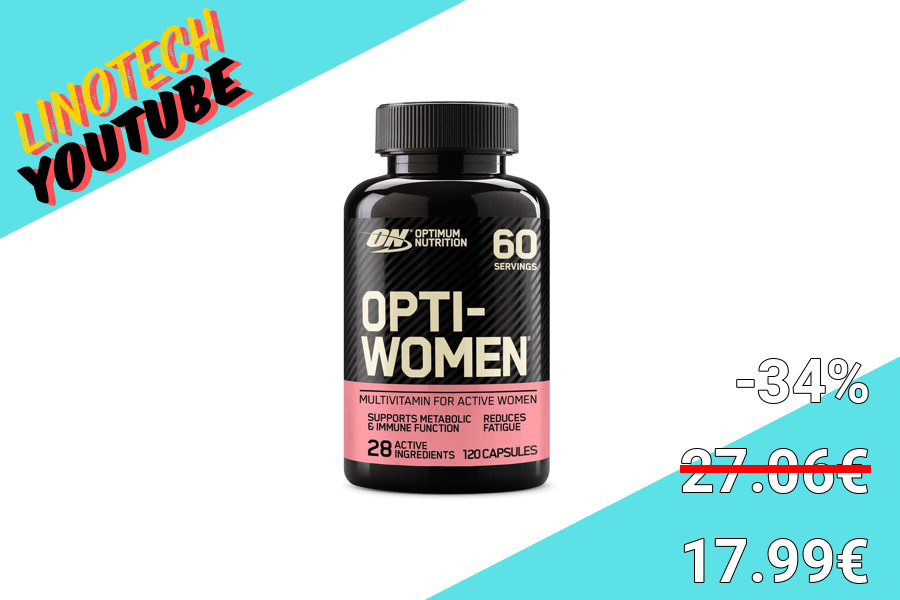 LINOTECH
YOUTUBE
ON® OPTIMUM
NUTRITION
60
SERVINGS
OPTI-
WOMEN
MULTIVITAMIN FOR ACTIVE WOMEN
SUPPORTS METABOLIC
& IMMUNE FUNCTION
REDUCES
FATIGUE
28 ACTIVE
INGREDIENTS
120 CAPSULES
-34%
27.06€
17.99€